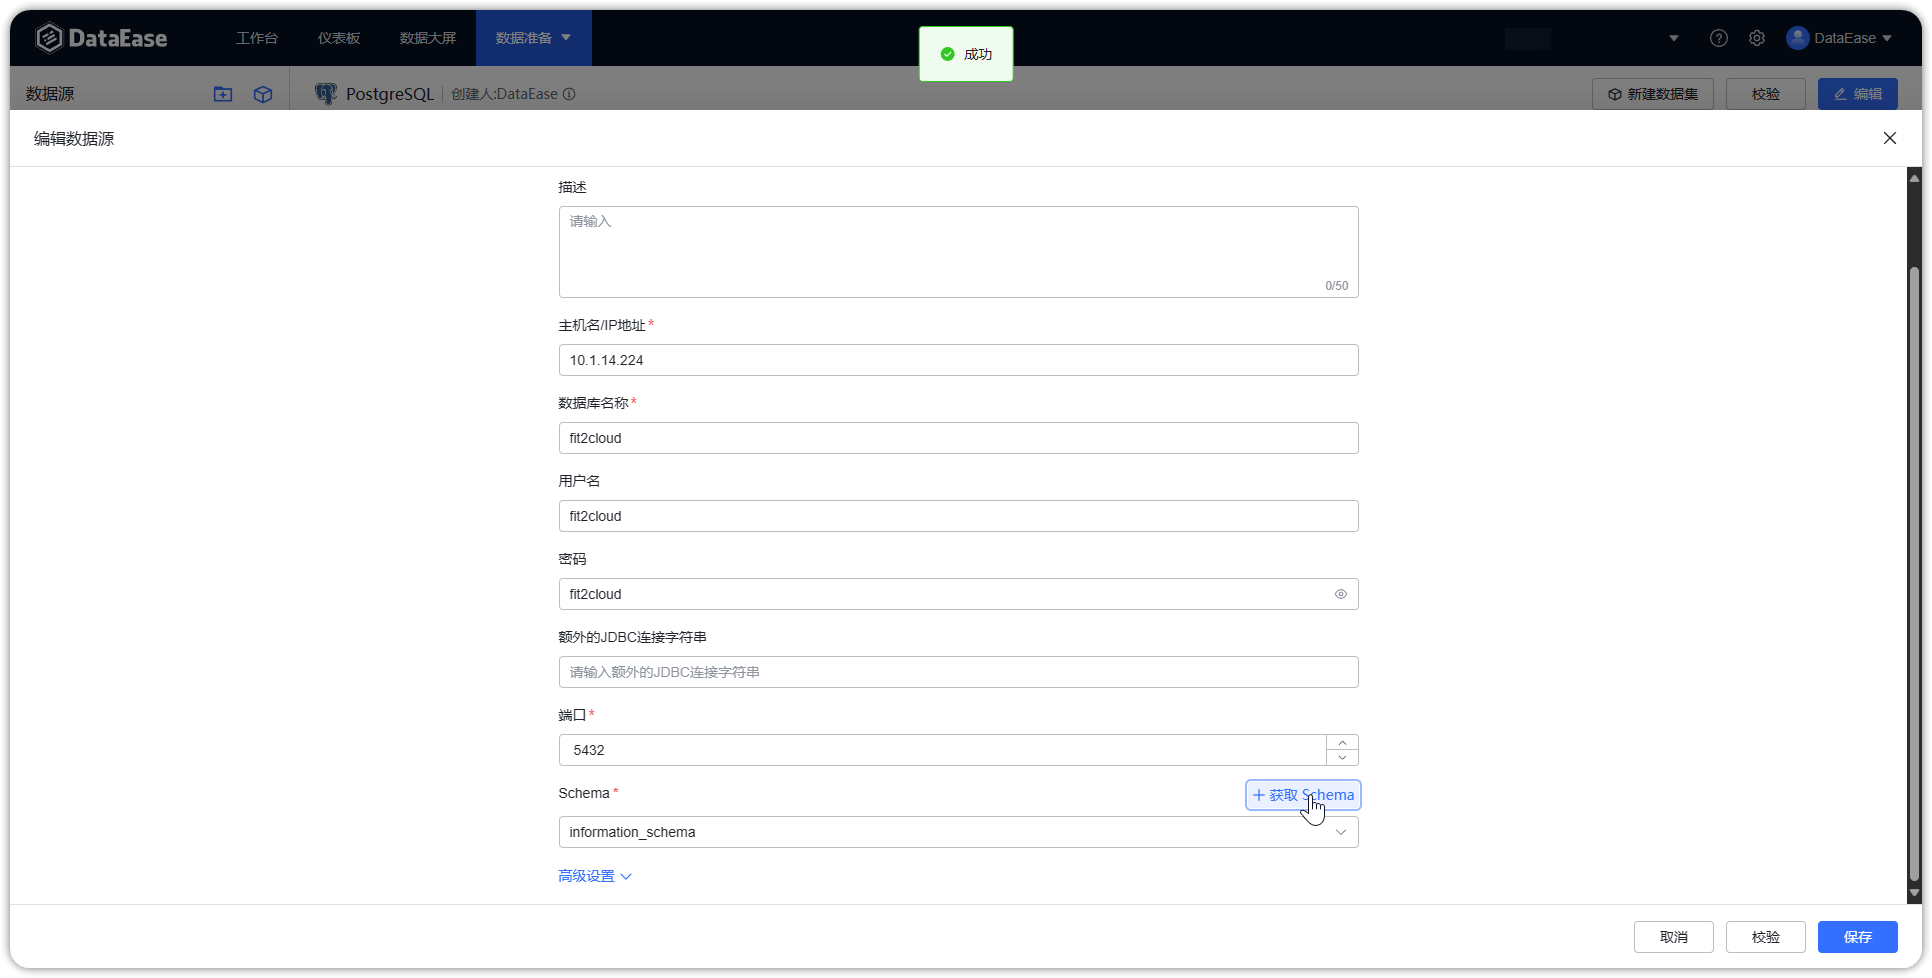 DataEase
工作台
仪表板
数据大屏
数据准备
成功
DataEase
数据源
PostgreSQL
创建人:DataEase
新建数据集
校验
编辑
编辑数据源
描述
请输入
0/50
主机名/IP地址*
10.1.14.224
数据库名称*
fit2cloud
用户名
fit2cloud
密码
fit2cloud
额外的JDBC连接字符串
请输入额外的JDBC连接字符串
端口*
5432
Schema*
获取 Schema
information_schema
高级设置
取消
校验
保存